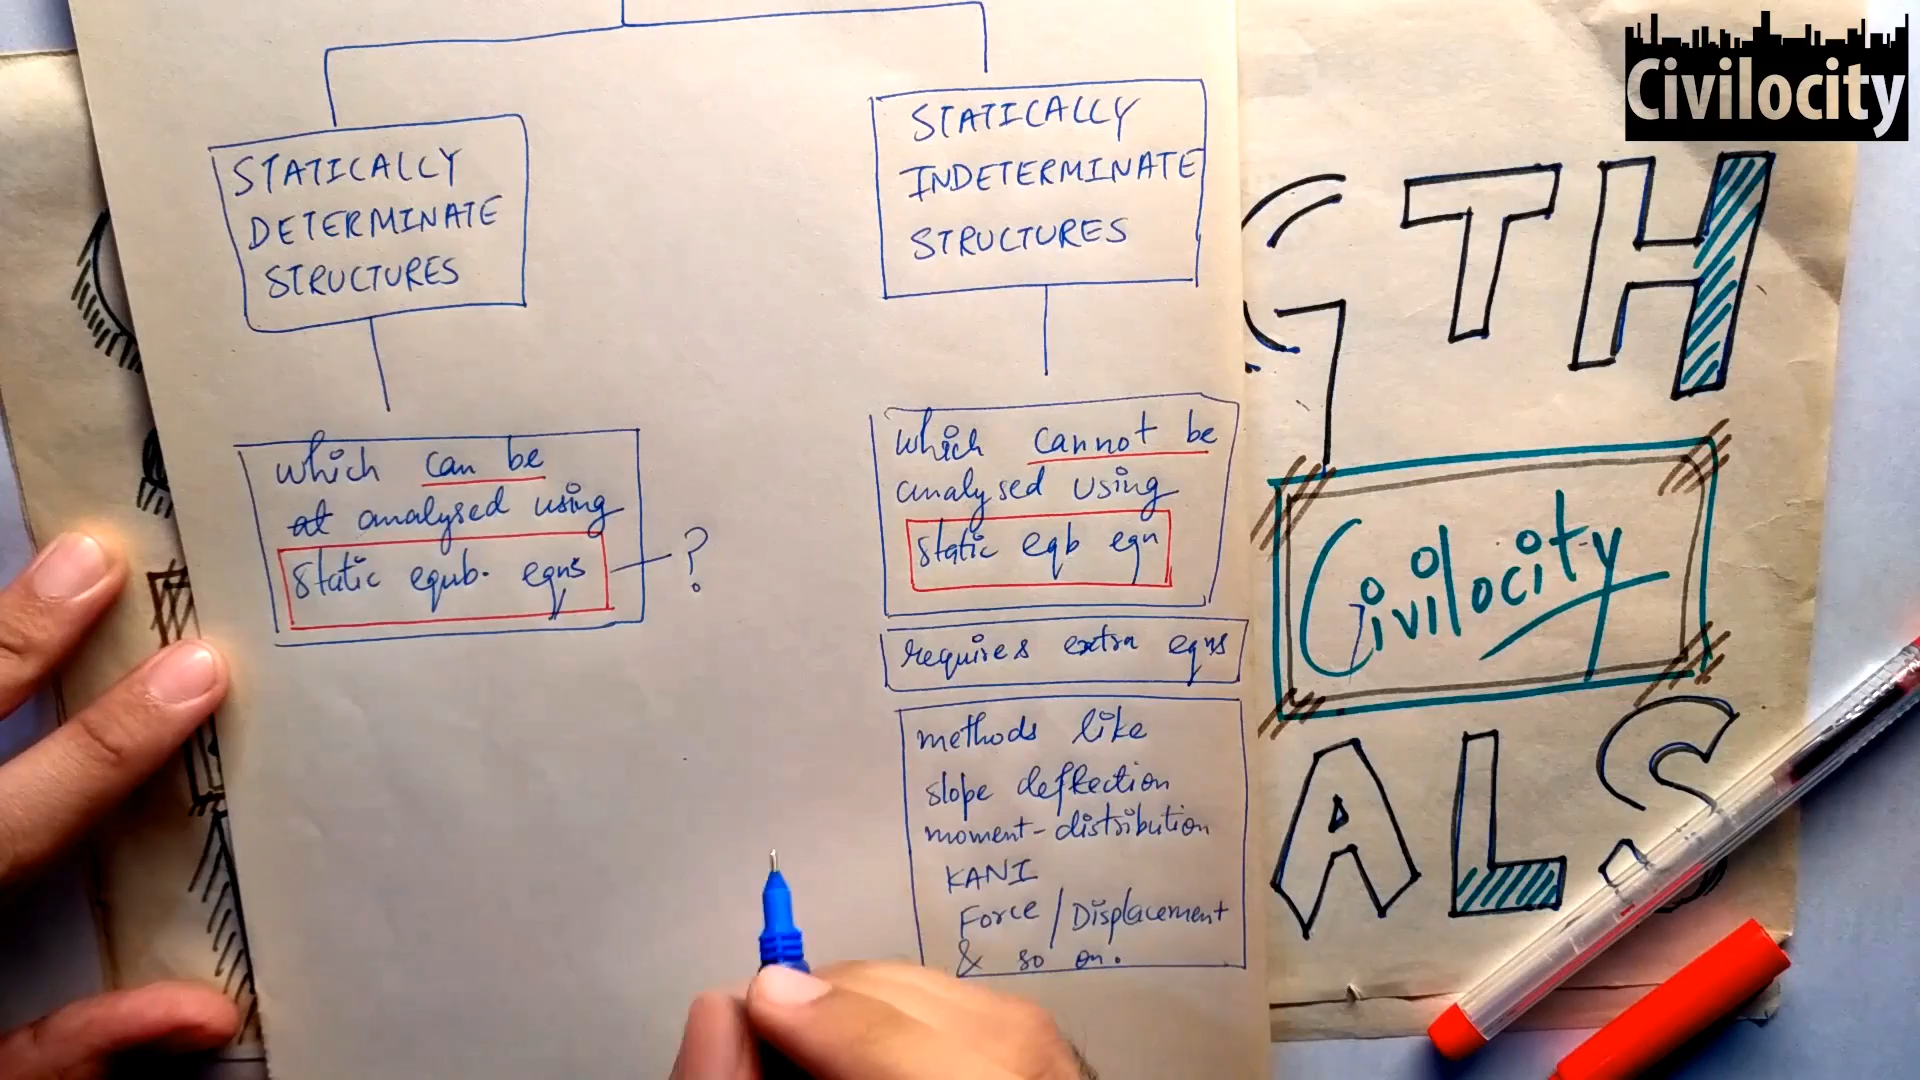 Civilocity
STATICALLY
DETERMINATE
STRUCTURES
STATICALLY
INDETERMINATE
STRUCTURES
which can be
at analysed using
static equb. eqns
?
which cannot be
analysed using
static eqb eqn
requires extra eqns
methods like
slope deflection
moment-distribution
KANI
Force / Displacement
& so on.
GTH
Civilocity
ALS